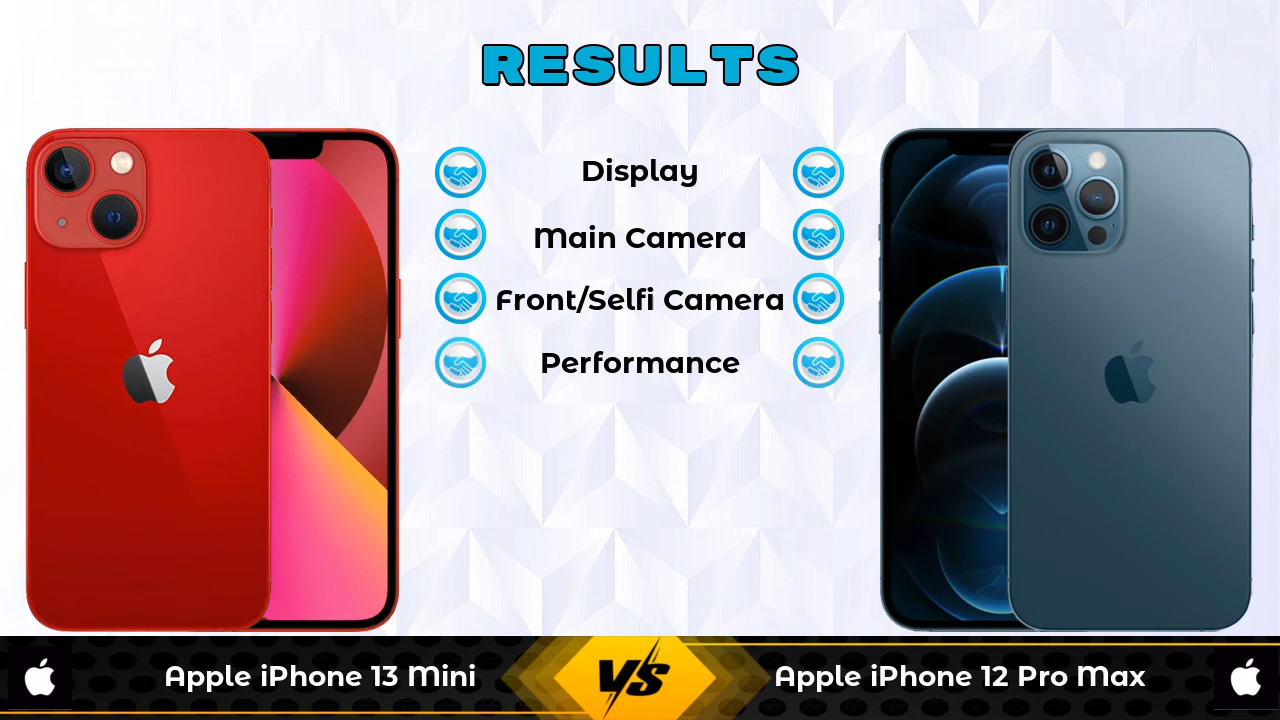 RESULTS
Display
Main Camera
Front/Selfi Camera
Performance
Apple iPhone 13 Mini
VS
Apple iPhone 12 Pro Max